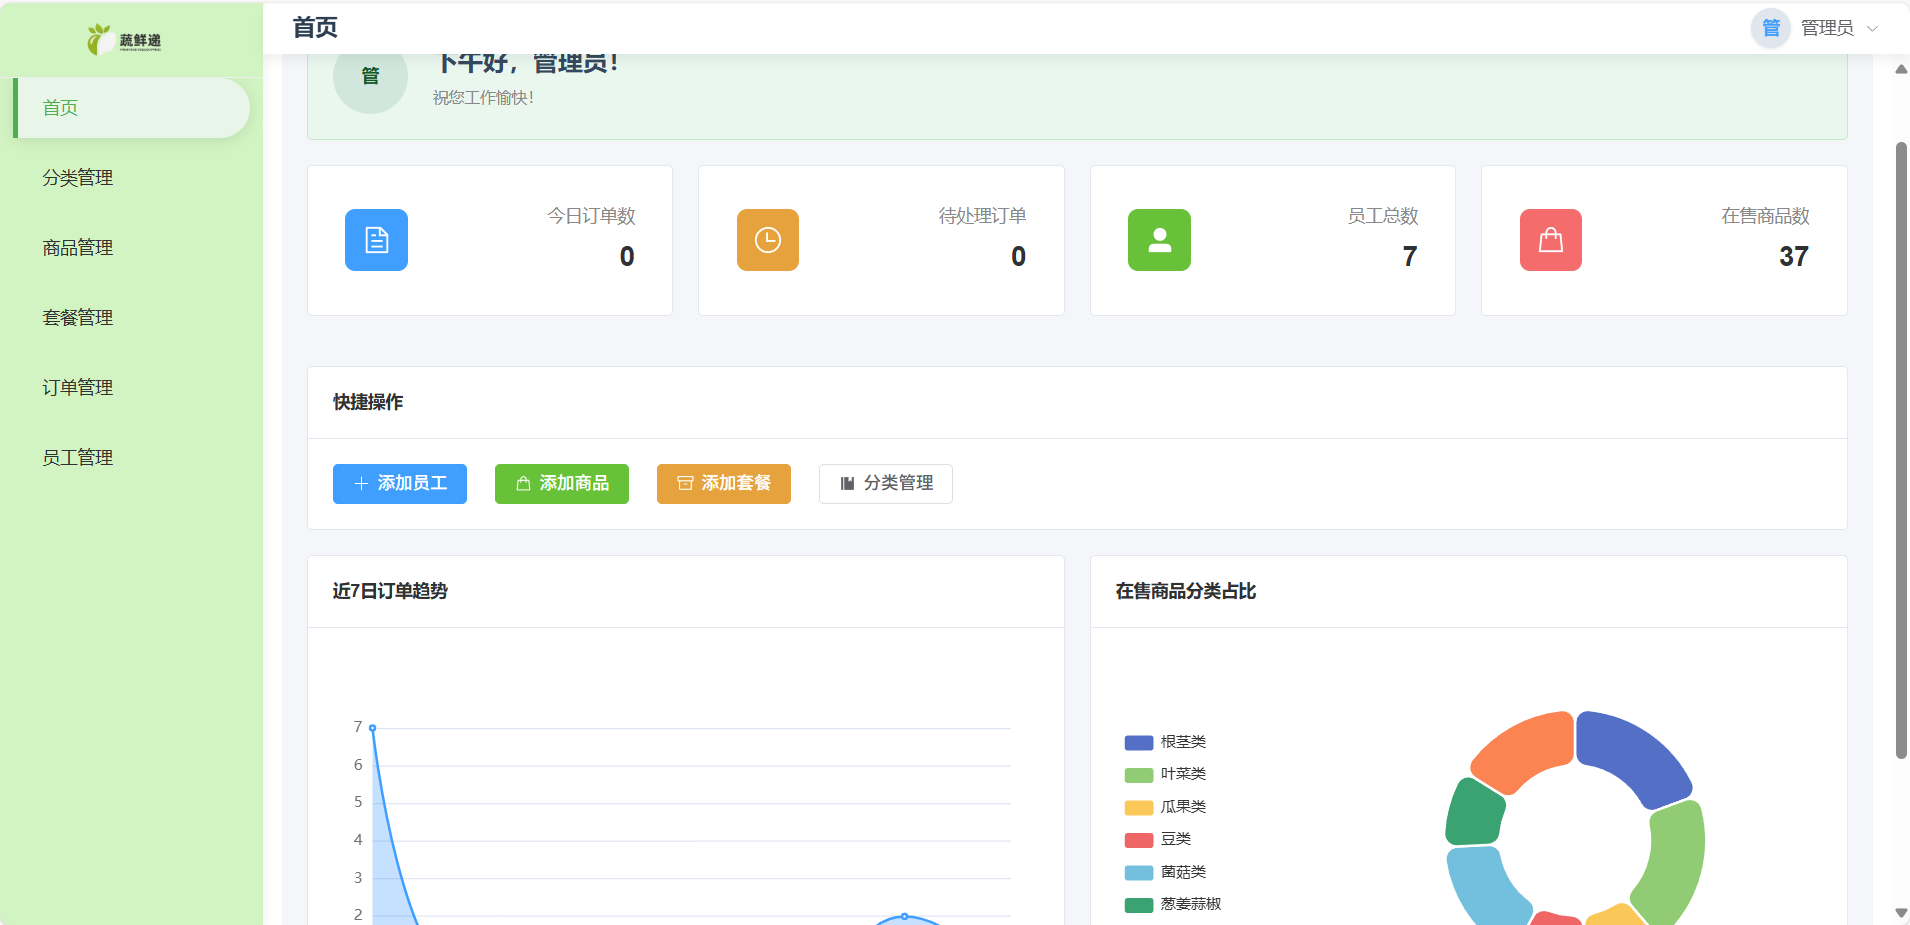 蔬鲜递
首页
管
管理员
首页
分类管理
商品管理
套餐管理
订单管理
员工管理
管
下午好，管理员！
祝您工作愉快！
今日订单数
0
待处理订单
0
员工总数
7
在售商品数
37
快捷操作
添加员工
添加商品
添加套餐
分类管理
近7日订单趋势
7
6
5
4
3
2
在售商品分类占比
根茎类
叶菜类
瓜果类
豆类
菌菇类
葱姜蒜椒